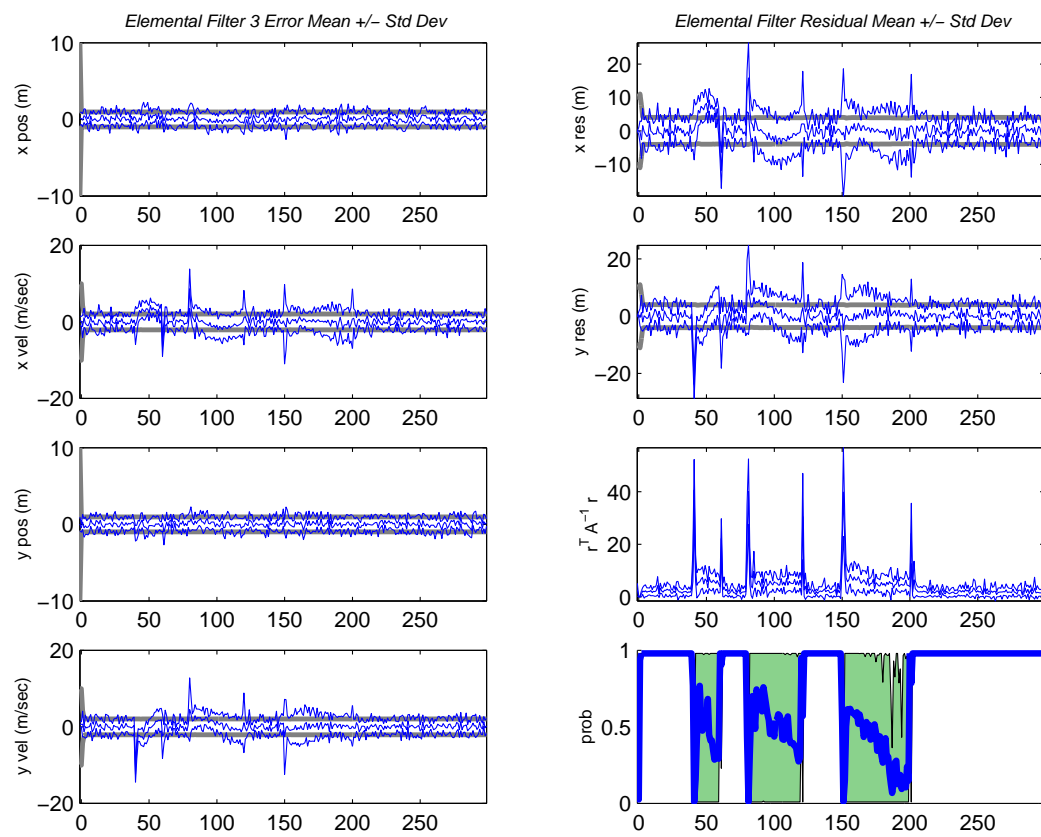 Elemental Filter 3 Error Mean +/− Std Dev
x pos (m)
10
0
−10
0 50 100 150 200 250
x vel (m/sec)
20
0
−20
0 50 100 150 200 250
y pos (m)
10
0
−10
0 50 100 150 200 250
y vel (m/sec)
20
0
−20
0 50 100 150 200 250
Elemental Filter Residual Mean +/− Std Dev
x res (m)
20
10
0
−10
0 50 100 150 200 250
y res (m)
20
0
−20
0 50 100 150 200 250
r^T A^−1 r
40
20
0
0 50 100 150 200 250
prob
1
0.5
0
0 50 100 150 200 250